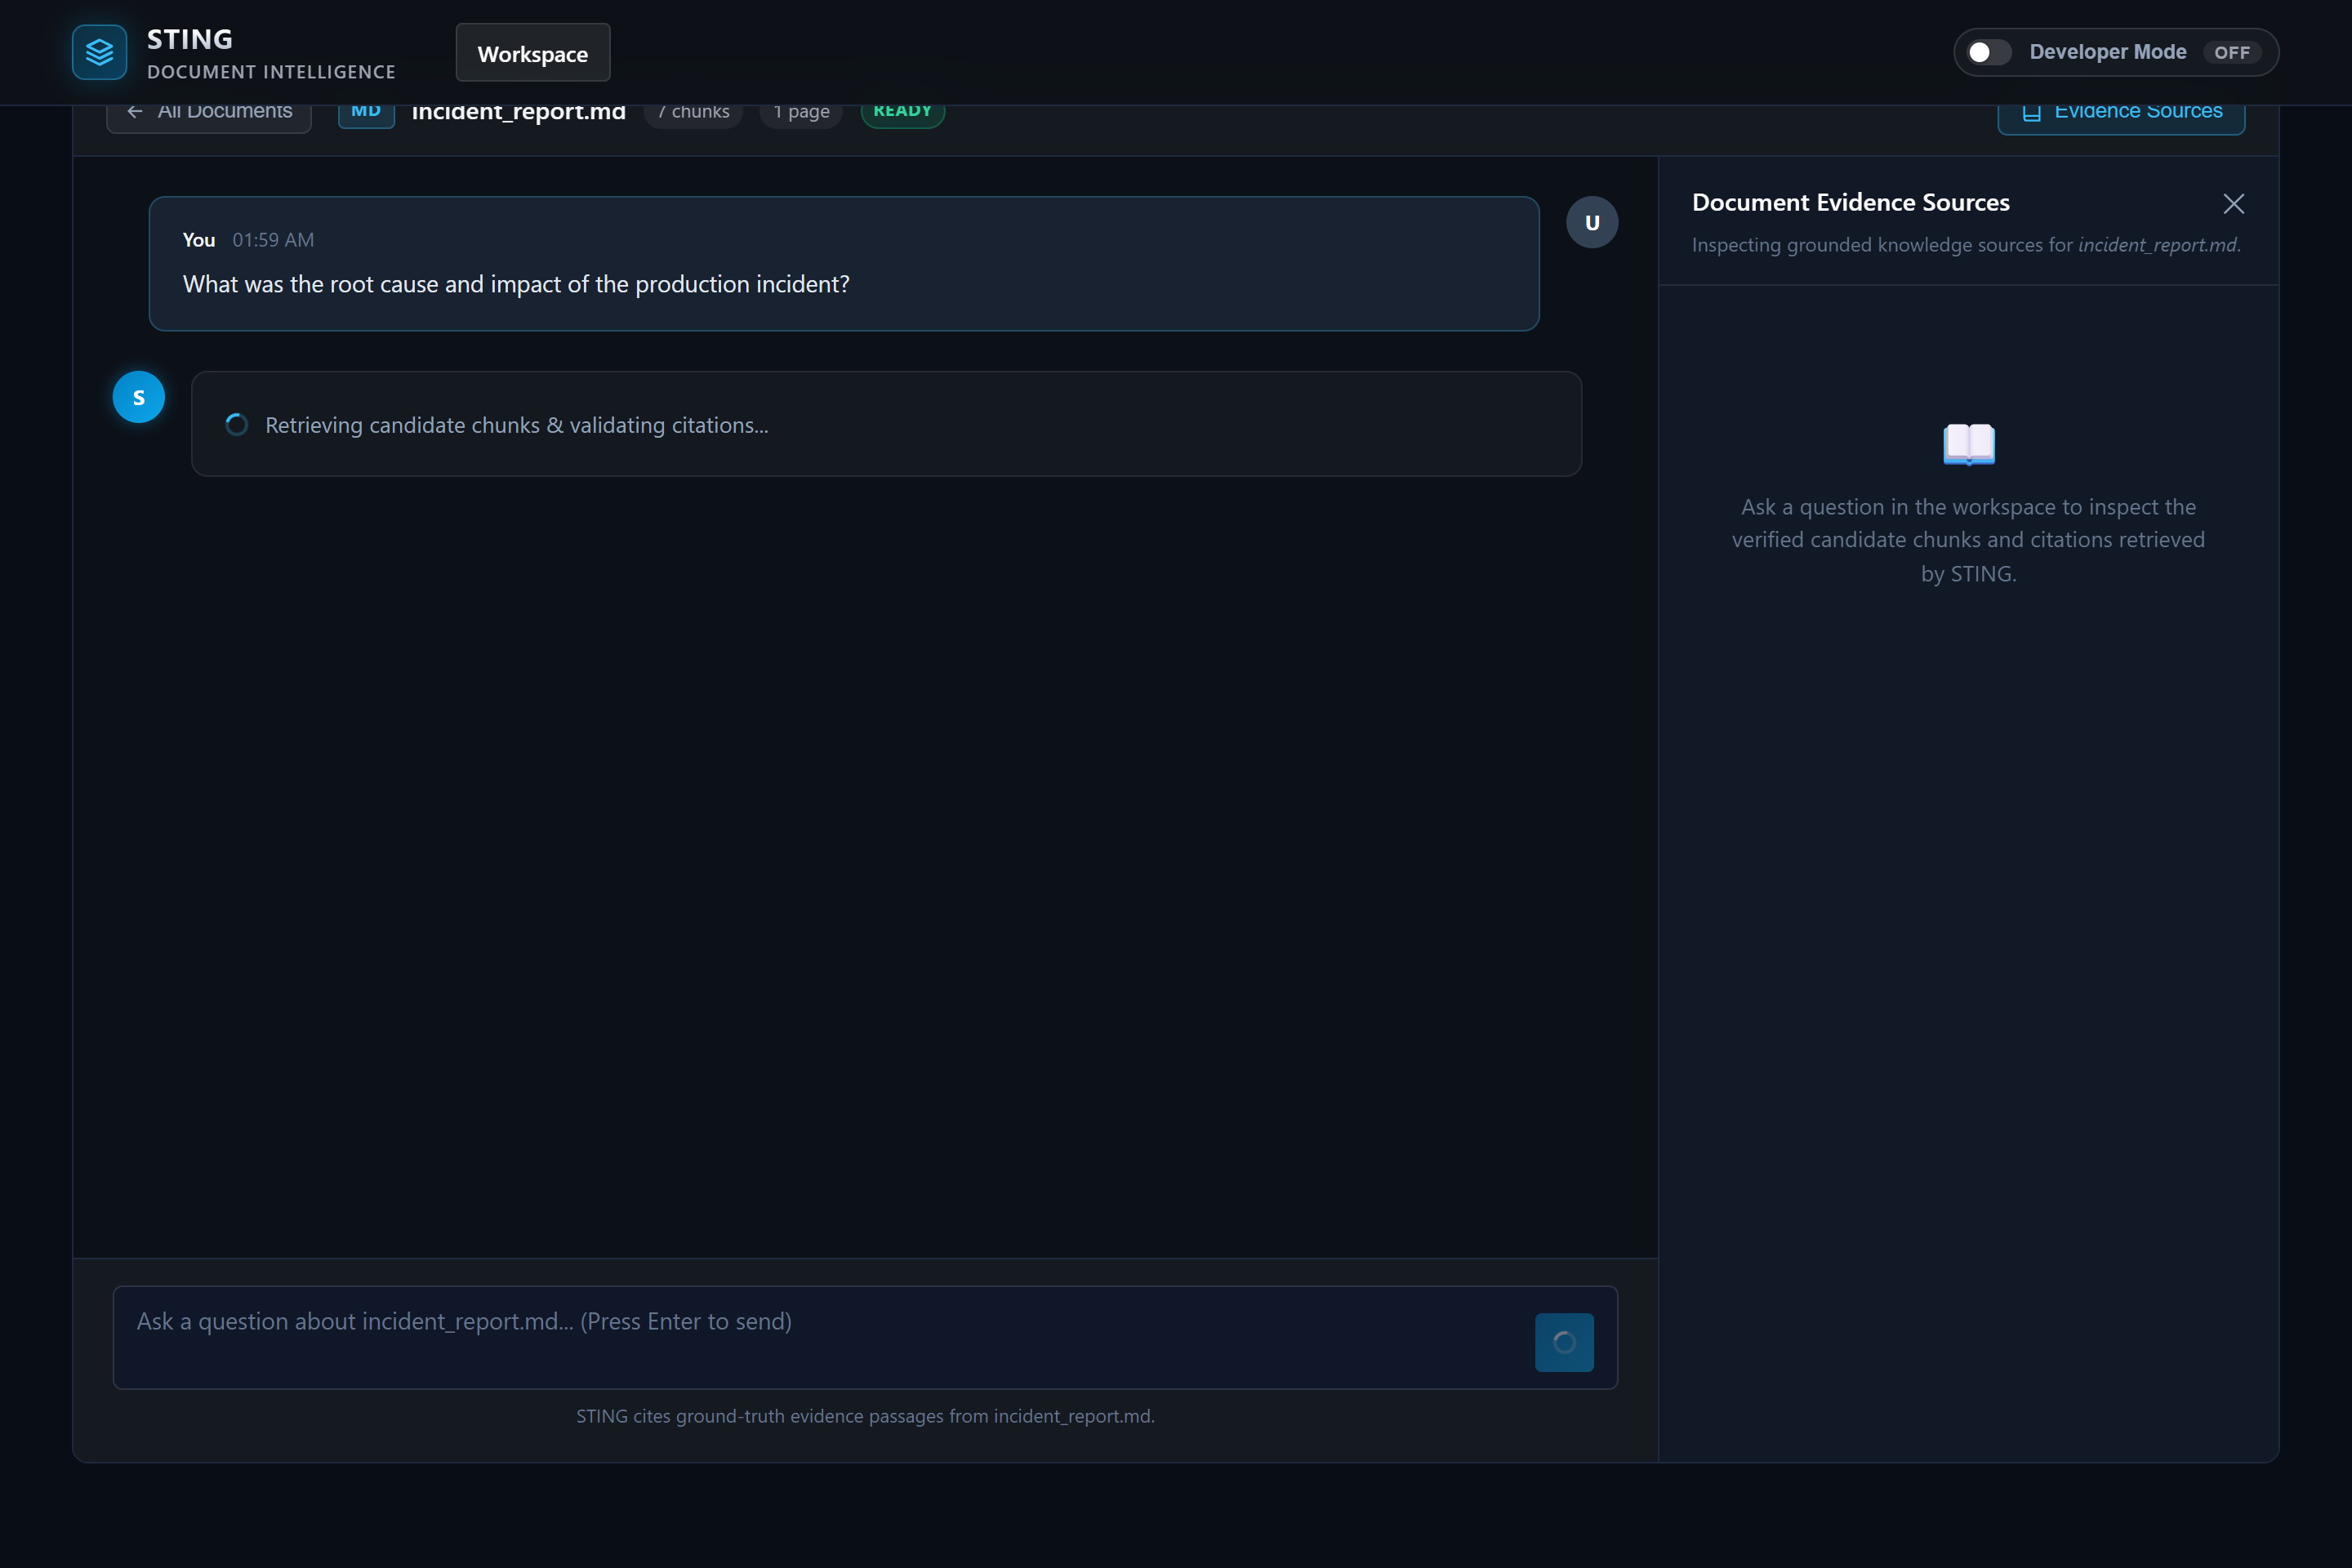 STING
DOCUMENT INTELLIGENCE
Workspace
Developer Mode OFF
All Documents
MD
incident_report.md
7 chunks
1 page
READY
Evidence Sources
You 01:59 AM
What was the root cause and impact of the production incident?
U
S
Retrieving candidate chunks & validating citations...
Document Evidence Sources
Inspecting grounded knowledge sources for incident_report.md.
Ask a question in the workspace to inspect the
verified candidate chunks and citations retrieved
by STING.
Ask a question about incident_report.md... (Press Enter to send)
STING cites ground-truth evidence passages from incident_report.md.